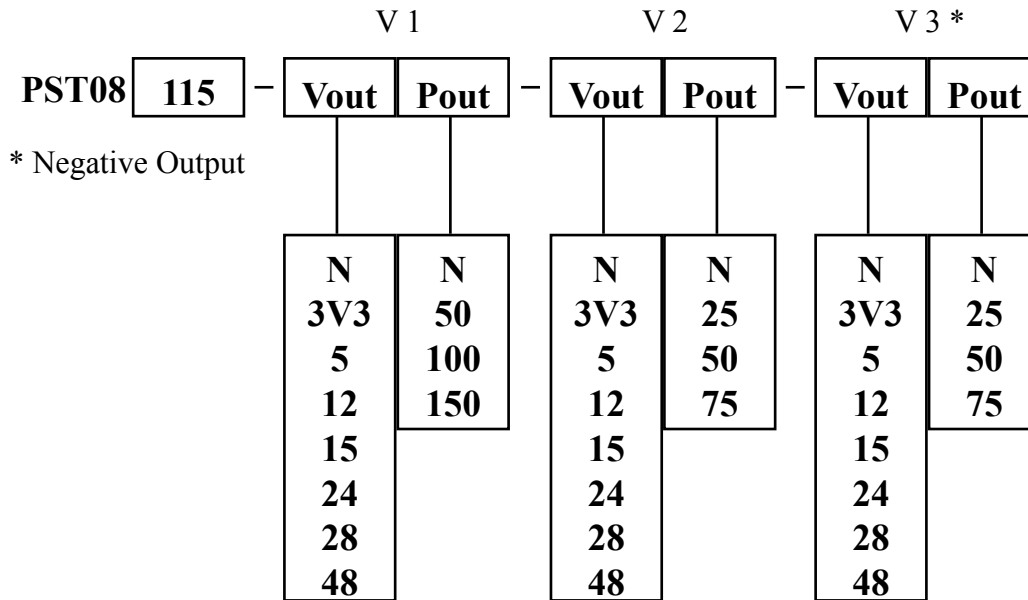 V 1 V 2 V 3 *
PST08 115 – Vout Pout – Vout Pout – Vout Pout
* Negative Output
N N N N N N
3V3 50 3V3 25 3V3 25
5 100 5 50 5 50
12 150 12 75 12 75
15 15 15
24 24 24
28 28 28
48 48 48